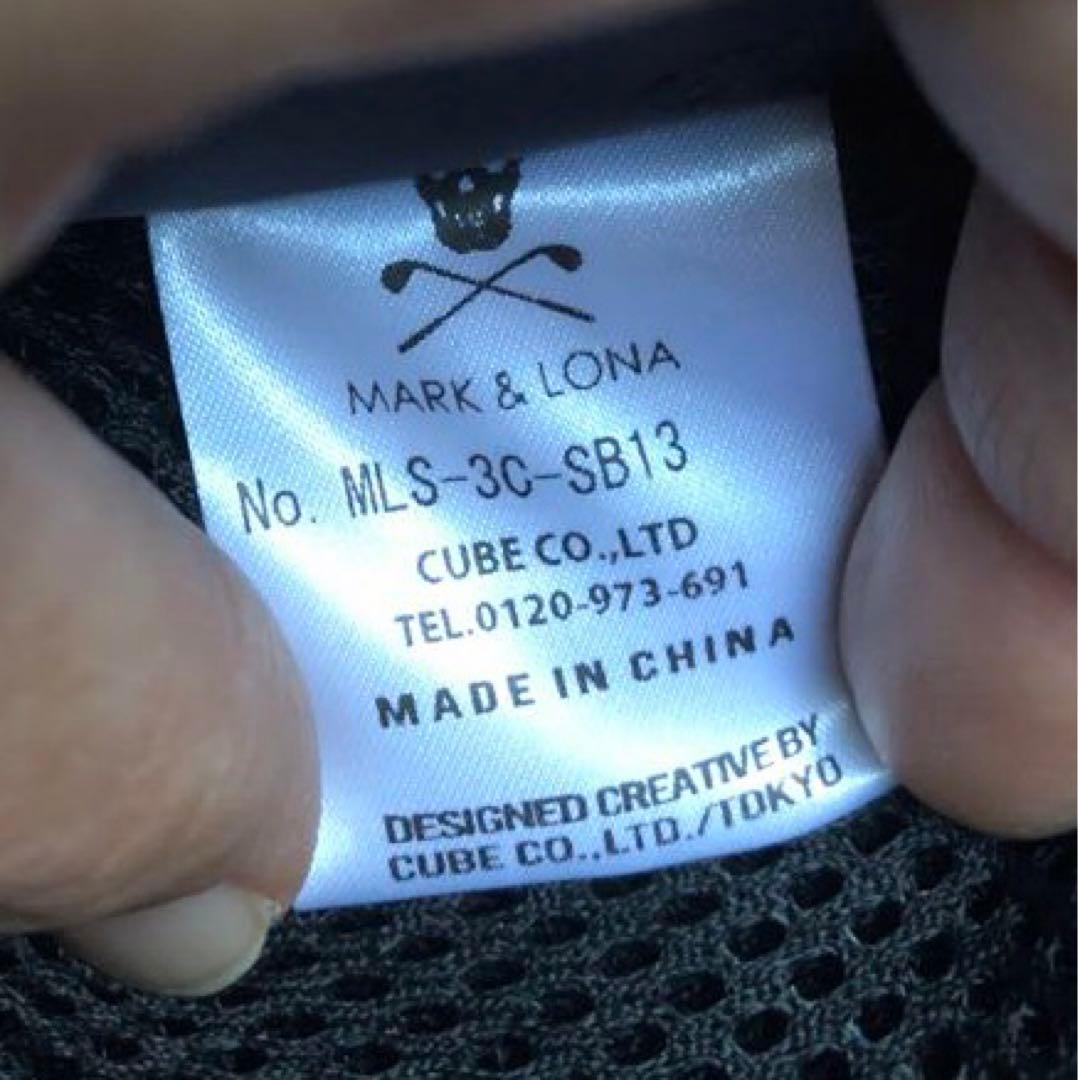 MARK & LONA
No. MLS-3C-SB13
CUBE CO.,LTD
TEL.0120-973-691
MADE IN CHINA
DESIGNED CREATIVE BY
CUBE CO.,LTD./TOKYO